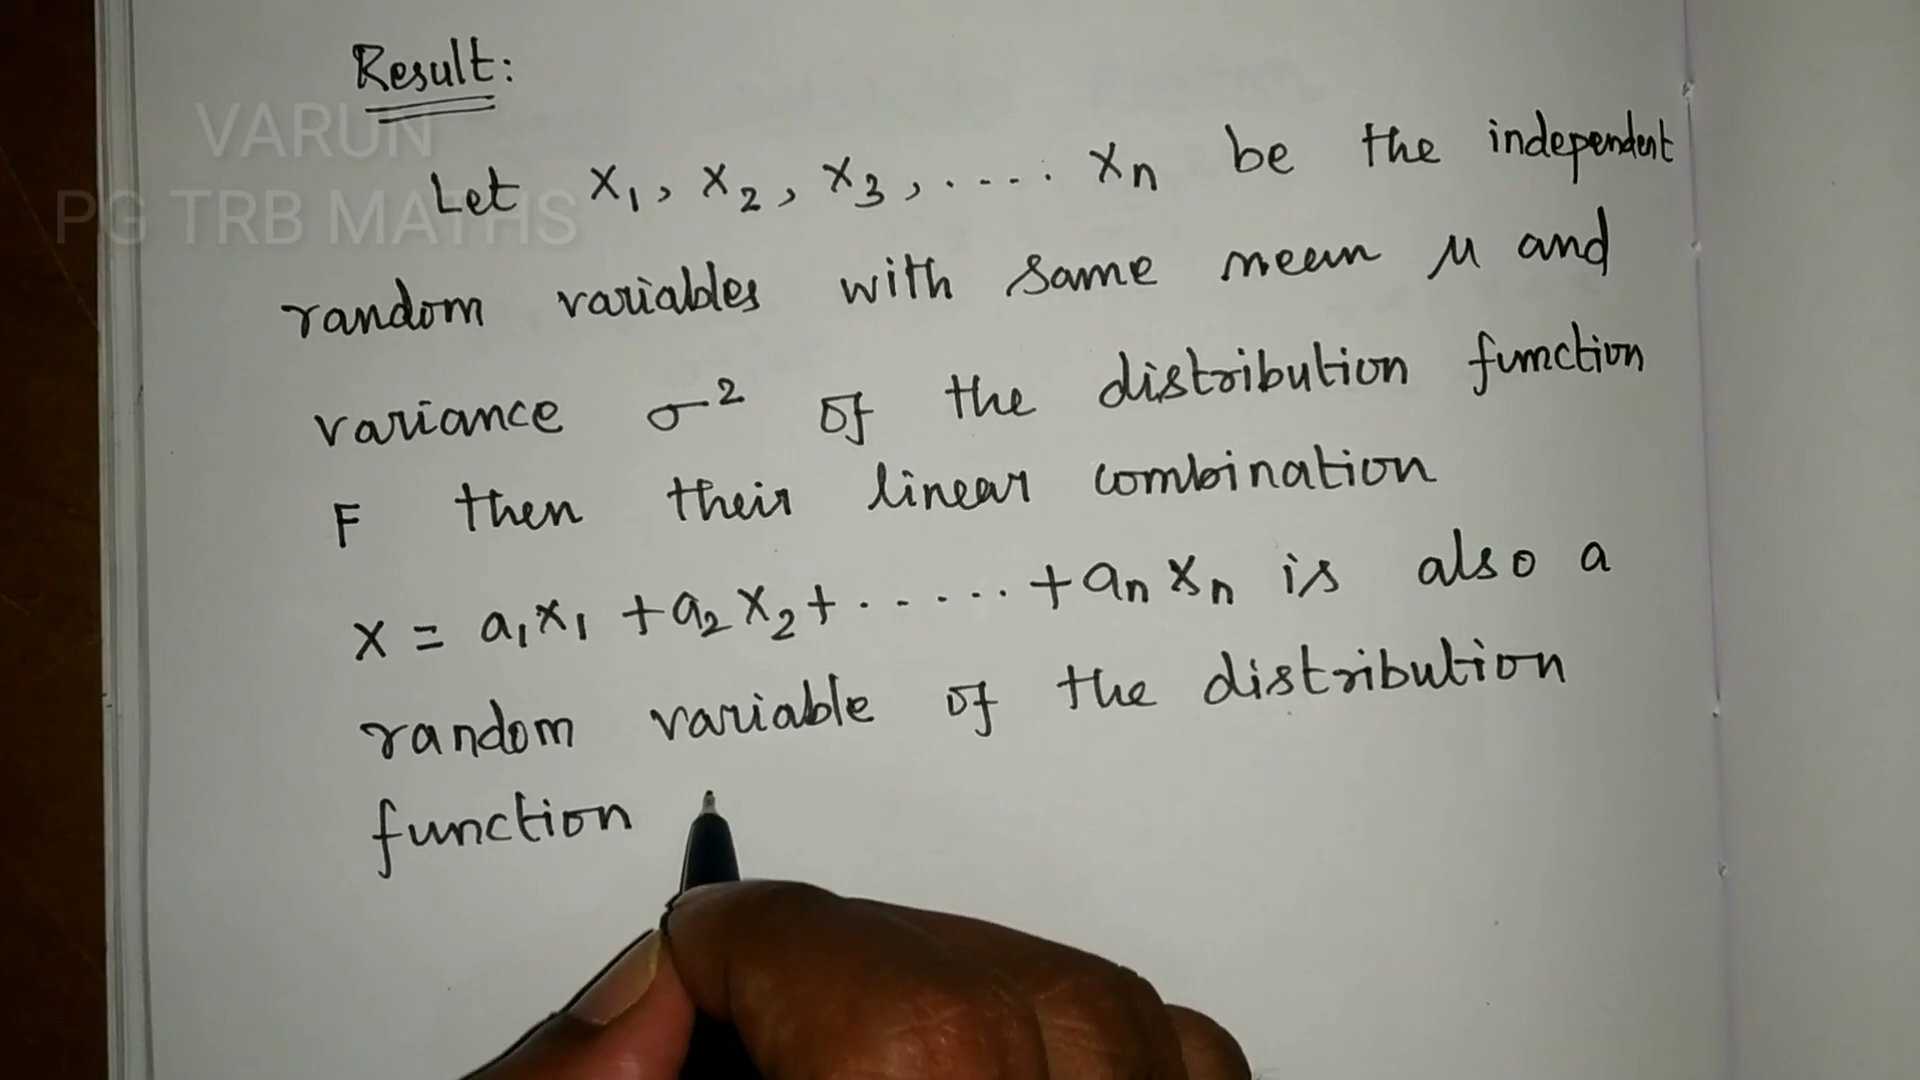 Result:
VARUN
PG TRB MATHS
Let X1, X2, X3, ..... Xn be the independent
random variables with same mean μ and
variance σ² of the distribution function
F then their linear combination
X = a1X1 + a2X2 + ...... + anXn is also a
random variable of the distribution
function